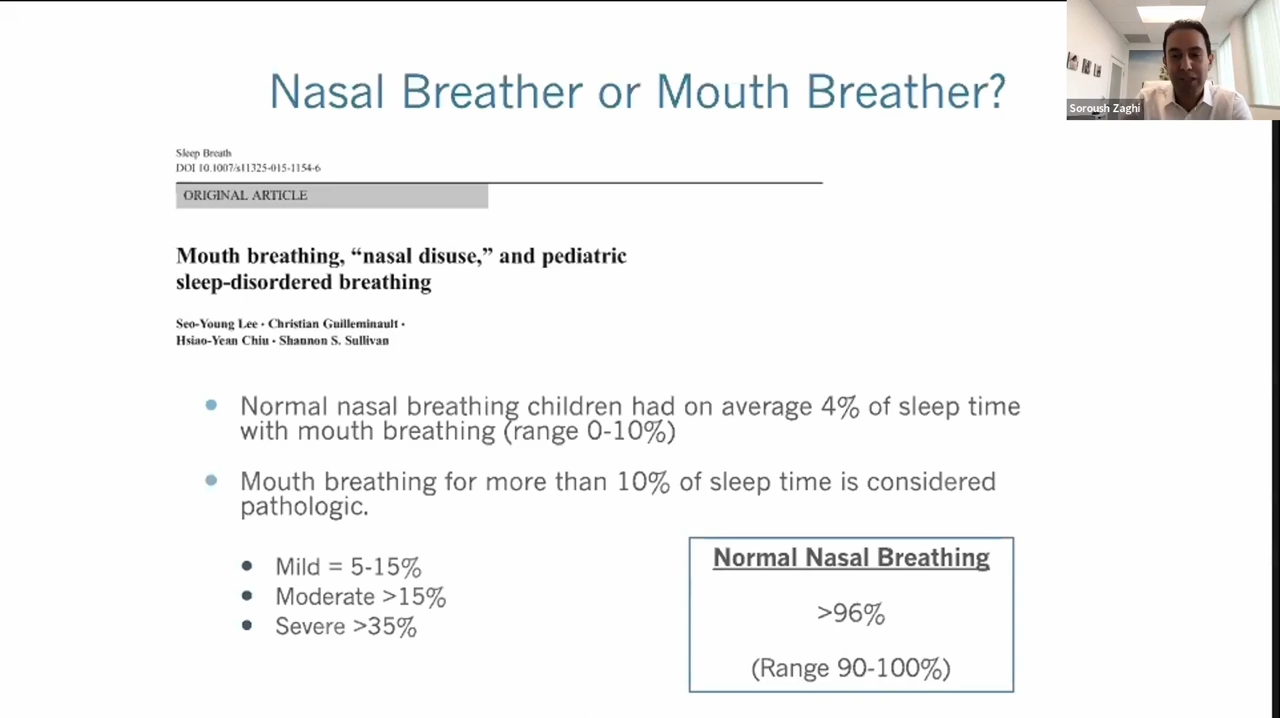 Nasal Breather or Mouth Breather?
Soroush Zaghi
Sleep Breath
DOI 10.1007/s11325-015-1154-6
ORIGINAL ARTICLE
Mouth breathing, “nasal disuse,” and pediatric
sleep-disordered breathing
Seo-Young Lee · Christian Guilleminault ·
Hsiao-Yean Chiu · Shannon S. Sullivan
• Normal nasal breathing children had on average 4% of sleep time
with mouth breathing (range 0-10%)
• Mouth breathing for more than 10% of sleep time is considered
pathologic.
• Mild = 5-15%
• Moderate >15%
• Severe >35%
Normal Nasal Breathing
>96%
(Range 90-100%)